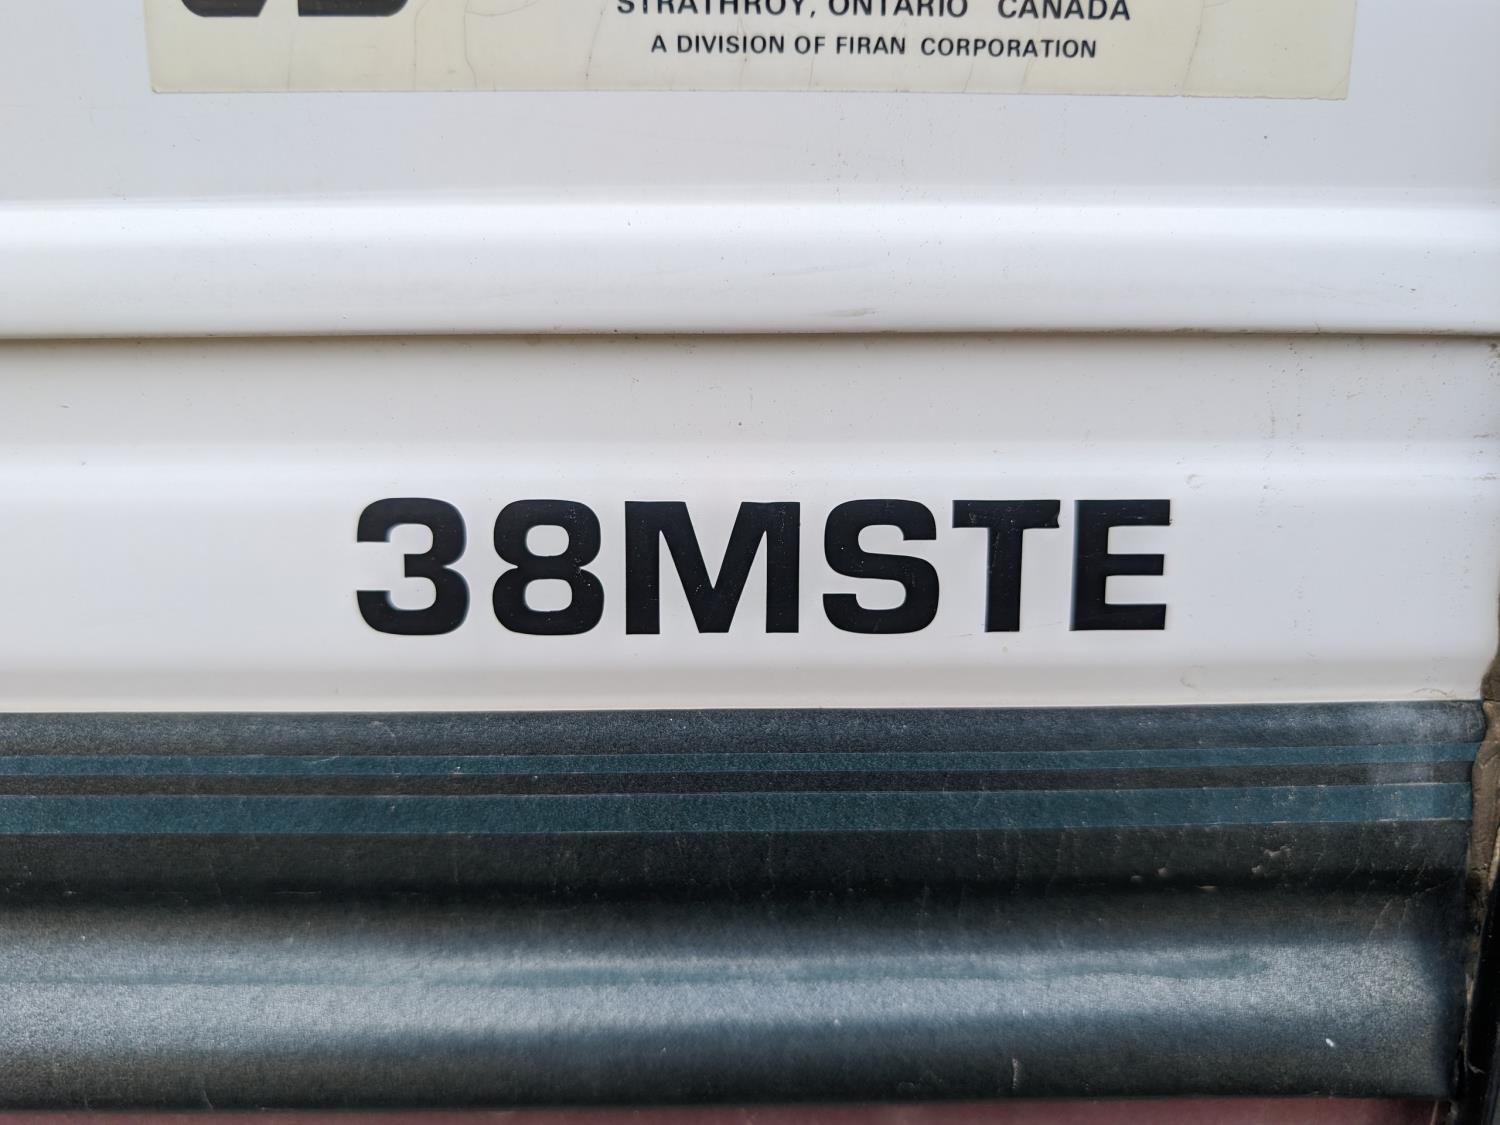 STRATHROY, ONTARIO CANADA
A DIVISION OF FIRAN CORPORATION
38MSTE